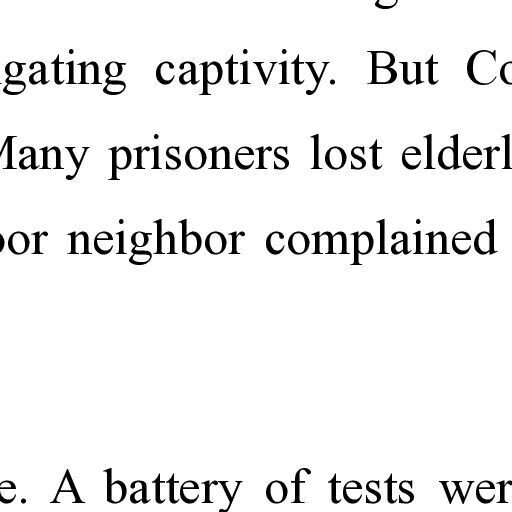 gating captivity. But Co
Many prisoners lost elderl
oor neighbor complained
e. A battery of tests wer